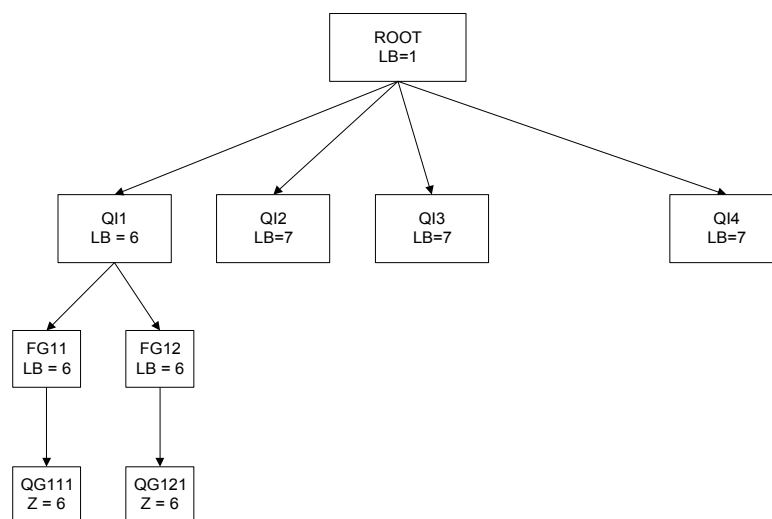 ROOT
LB=1
QI1
LB = 6
QI2
LB=7
QI3
LB=7
QI4
LB=7
FG11
LB = 6
FG12
LB = 6
QG111
Z = 6
QG121
Z = 6